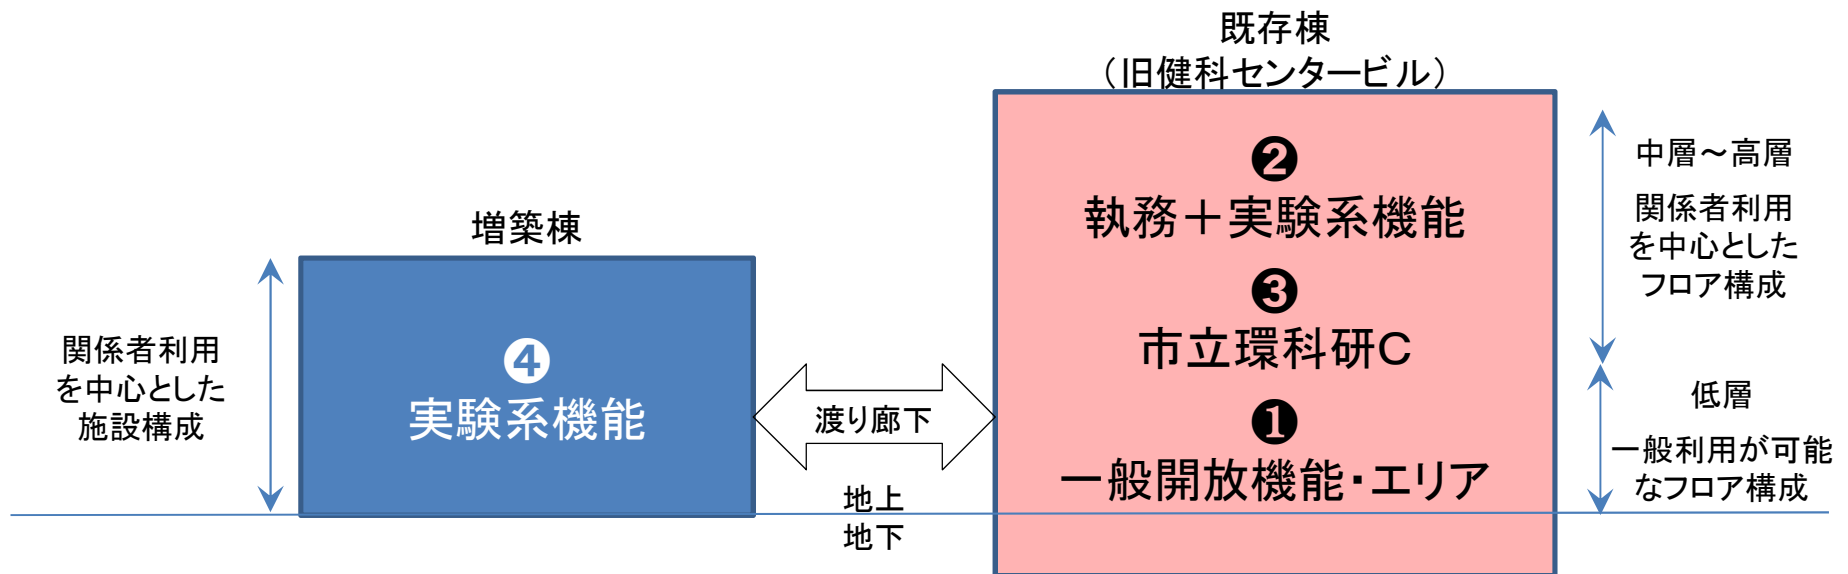 既存棟
（旧健科センタービル）
増築棟
関係者利用
を中心とした
施設構成
❹
実験系機能
渡り廊下
地上
地下
❷
執務＋実験系機能
❸
市立環科研C
❶
一般開放機能・エリア
中層～高層
関係者利用
を中心とした
フロア構成
低層
一般利用が可能
なフロア構成